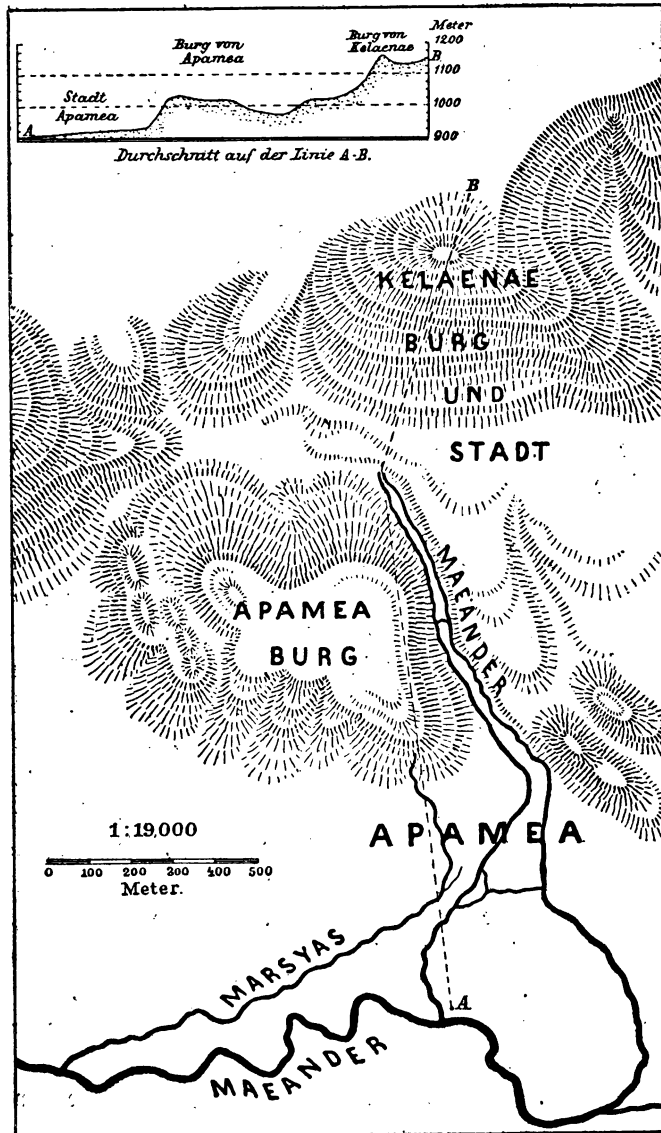 Meter
Burg von
Apamea
Burg von
Kelaenae
1200
B
1100
Stadt
Apamea
1000
A
900
Durchschnitt auf der Linie A-B.
B
KELAENAE
BURG
UND
STADT
MAEANDER
APAMEA
BURG
1:19,000
0 100 200 300 400 500
Meter.
APAMEA
MARSYAS
A
MAEANDER